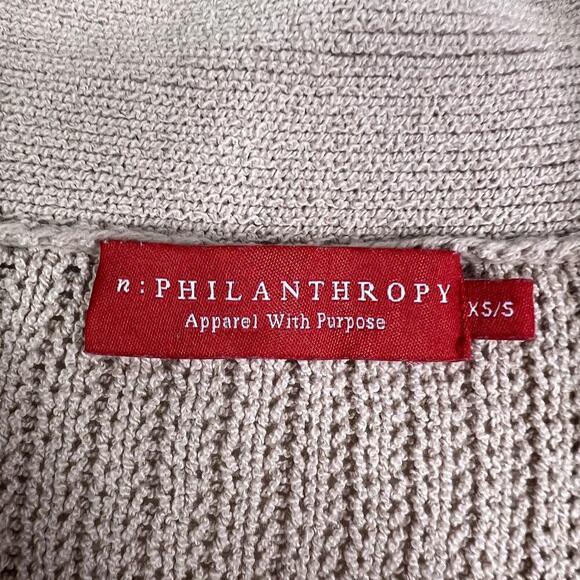 n:PHILANTHROPY
Apparel With Purpose
XS/S